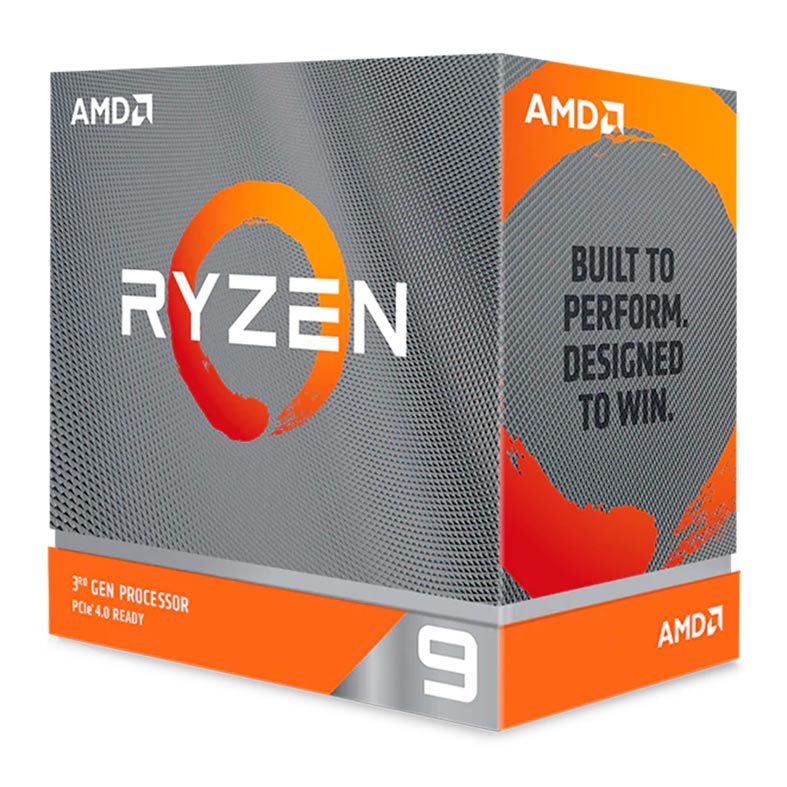 AMD
RYZEN
3RD GEN PROCESSOR
PCIe® 4.0 READY
9
AMD
BUILT TO
PERFORM.
DESIGNED
TO WIN.
AMD